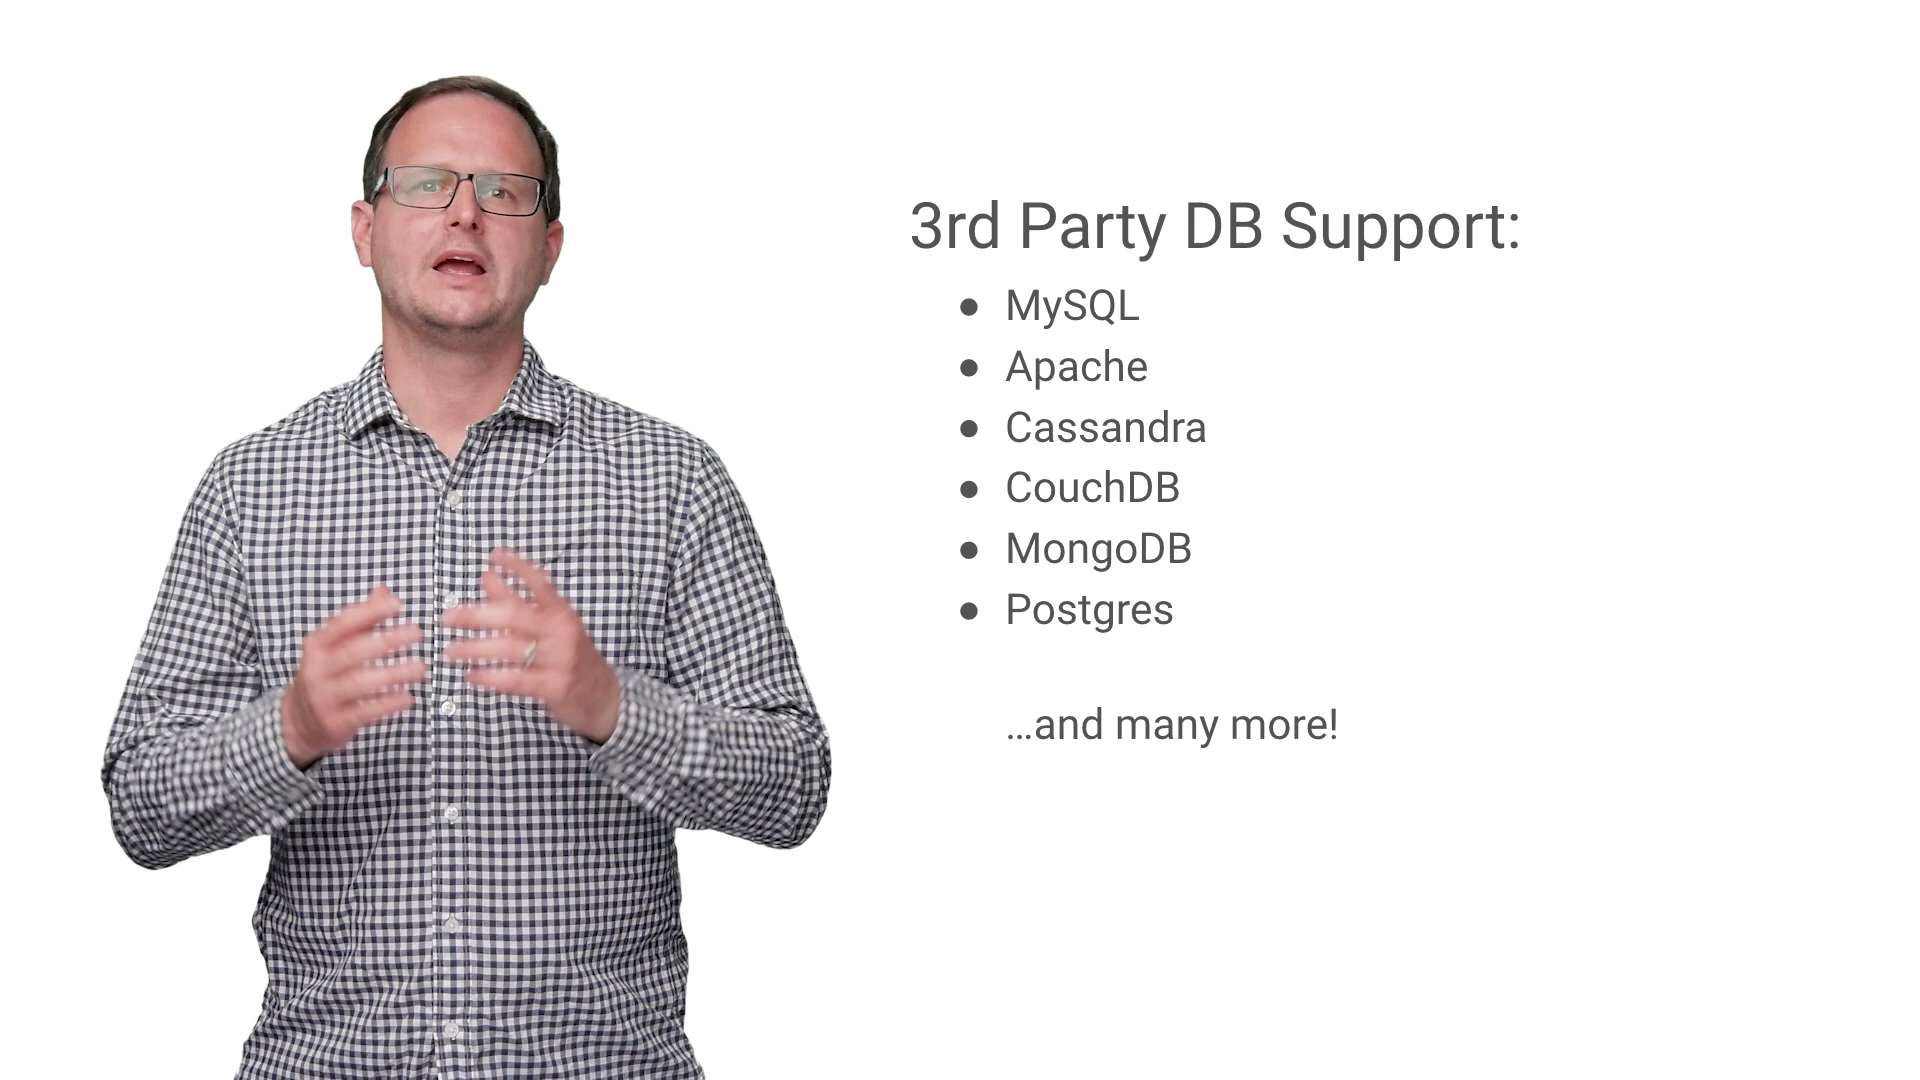 3rd Party DB Support:
● MySQL
● Apache
● Cassandra
● CouchDB
● MongoDB
● Postgres
…and many more!